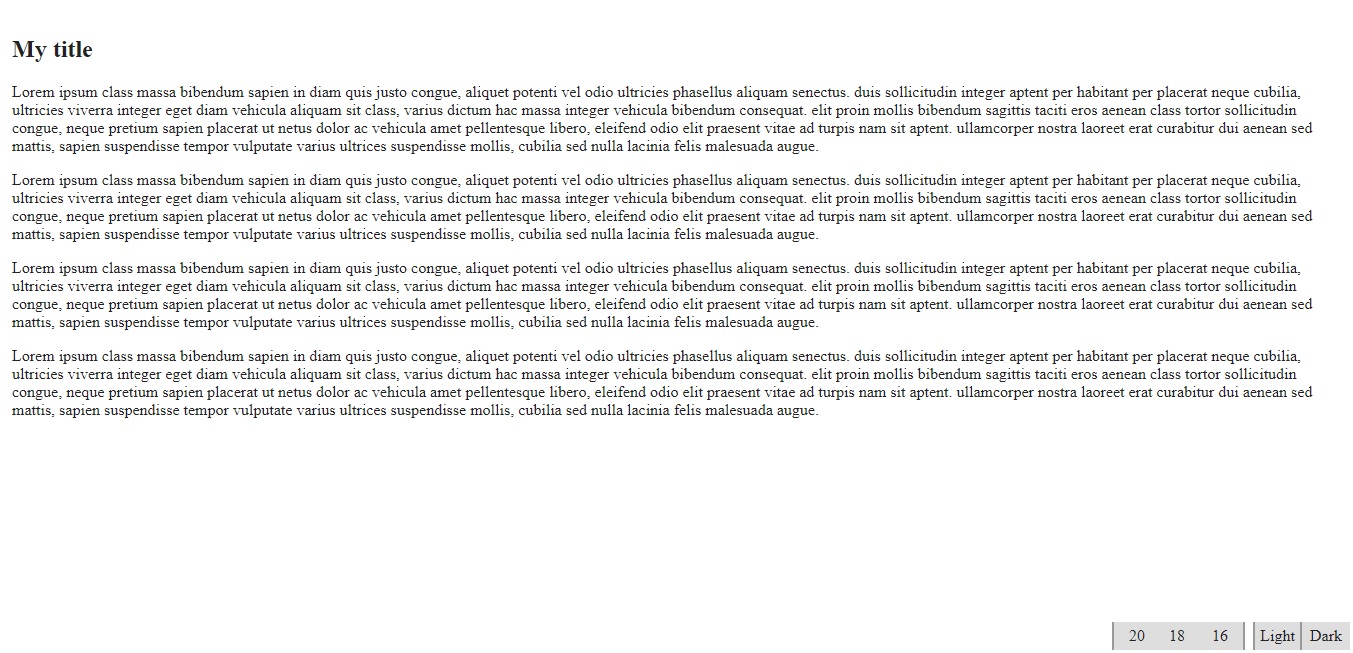 My title
Lorem ipsum class massa bibendum sapien in diam quis justo congue, aliquet potenti vel odio ultricies phasellus aliquam senectus. duis sollicitudin integer aptent per habitant per placerat neque cubilia,
ultricies viverra integer eget diam vehicula aliquam sit class, varius dictum hac massa integer vehicula bibendum consequat. elit proin mollis bibendum sagittis taciti eros aenean class tortor sollicitudin
congue, neque pretium sapien placerat ut netus dolor ac vehicula amet pellentesque libero, eleifend odio elit praesent vitae ad turpis nam sit aptent. ullamcorper nostra laoreet erat curabitur dui aenean sed
mattis, sapien suspendisse tempor vulputate varius ultrices suspendisse mollis, cubilia sed nulla lacinia felis malesuada augue.
Lorem ipsum class massa bibendum sapien in diam quis justo congue, aliquet potenti vel odio ultricies phasellus aliquam senectus. duis sollicitudin integer aptent per habitant per placerat neque cubilia,
ultricies viverra integer eget diam vehicula aliquam sit class, varius dictum hac massa integer vehicula bibendum consequat. elit proin mollis bibendum sagittis taciti eros aenean class tortor sollicitudin
congue, neque pretium sapien placerat ut netus dolor ac vehicula amet pellentesque libero, eleifend odio elit praesent vitae ad turpis nam sit aptent. ullamcorper nostra laoreet erat curabitur dui aenean sed
mattis, sapien suspendisse tempor vulputate varius ultrices suspendisse mollis, cubilia sed nulla lacinia felis malesuada augue.
Lorem ipsum class massa bibendum sapien in diam quis justo congue, aliquet potenti vel odio ultricies phasellus aliquam senectus. duis sollicitudin integer aptent per habitant per placerat neque cubilia,
ultricies viverra integer eget diam vehicula aliquam sit class, varius dictum hac massa integer vehicula bibendum consequat. elit proin mollis bibendum sagittis taciti eros aenean class tortor sollicitudin
congue, neque pretium sapien placerat ut netus dolor ac vehicula amet pellentesque libero, eleifend odio elit praesent vitae ad turpis nam sit aptent. ullamcorper nostra laoreet erat curabitur dui aenean sed
mattis, sapien suspendisse tempor vulputate varius ultrices suspendisse mollis, cubilia sed nulla lacinia felis malesuada augue.
Lorem ipsum class massa bibendum sapien in diam quis justo congue, aliquet potenti vel odio ultricies phasellus aliquam senectus. duis sollicitudin integer aptent per habitant per placerat neque cubilia,
ultricies viverra integer eget diam vehicula aliquam sit class, varius dictum hac massa integer vehicula bibendum consequat. elit proin mollis bibendum sagittis taciti eros aenean class tortor sollicitudin
congue, neque pretium sapien placerat ut netus dolor ac vehicula amet pellentesque libero, eleifend odio elit praesent vitae ad turpis nam sit aptent. ullamcorper nostra laoreet erat curabitur dui aenean sed
mattis, sapien suspendisse tempor vulputate varius ultrices suspendisse mollis, cubilia sed nulla lacinia felis malesuada augue.
20 18 16 Light Dark